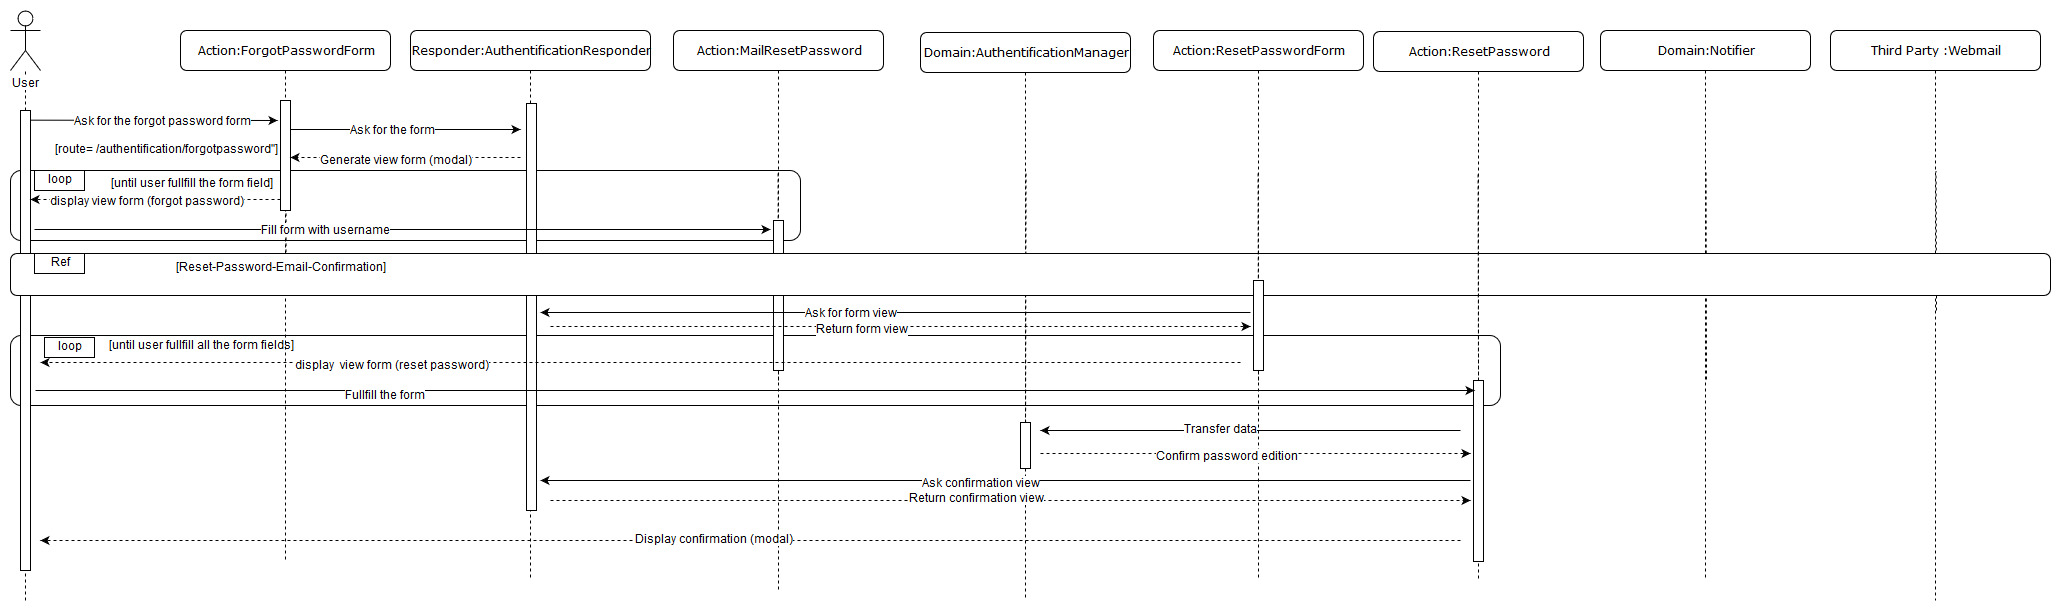 User
Action:ForgotPasswordForm
Responder:AuthentificationResponder
Action:MailResetPassword
Domain:AuthentificationManager
Action:ResetPasswordForm
Action:ResetPassword
Domain:Notifier
Third Party :Webmail
Ask for the forgot password form
Ask for the form
[route= /authentification/forgotpassword"]
Generate view form (modal)
loop
[until user fullfill the form field]
display view form (forgot password)
Fill form with username
Ref
[Reset-Password-Email-Confirmation]
Ask for form view
Return form view
loop
[until user fullfill all the form fields]
display view form (reset password)
Fullfill the form
Transfer data
Confirm password edition
Ask confirmation view
Return confirmation view
Display confirmation (modal)